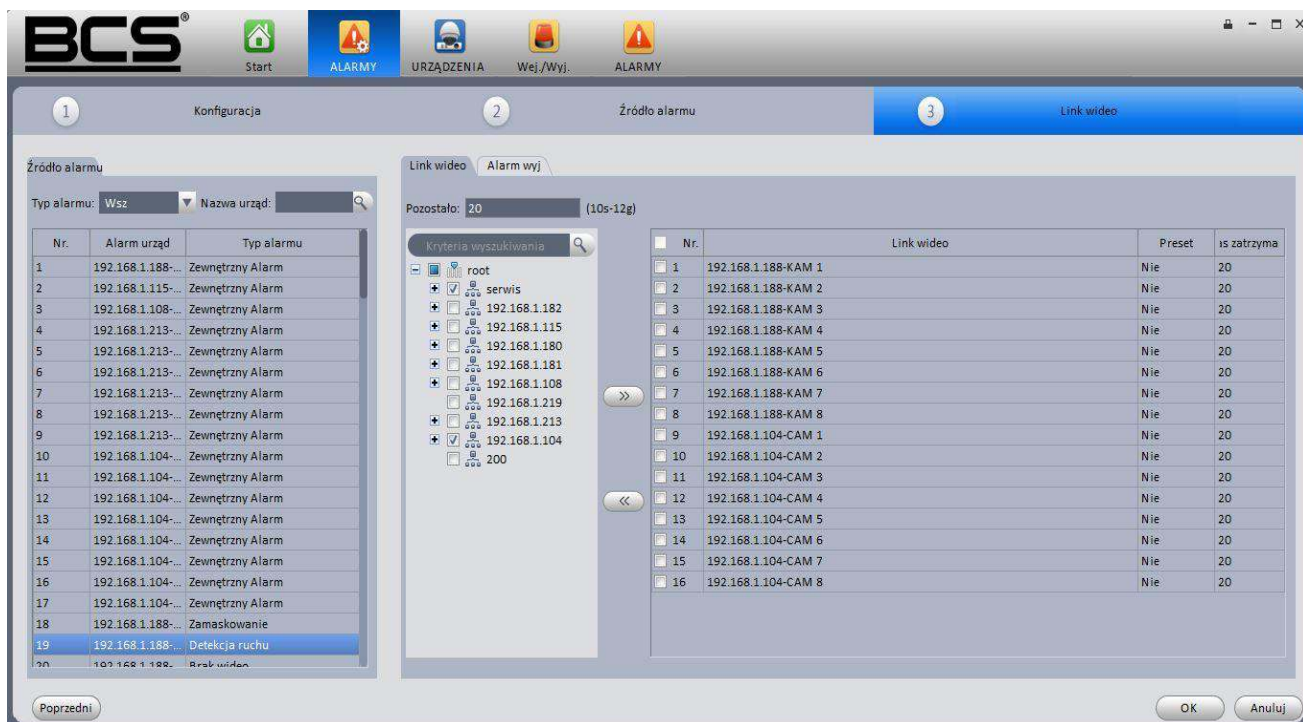 BCS®
Start
ALARMY
URZĄDZENIA
Wej./Wyj.
ALARMY
1 Konfiguracja
2 Źródło alarmu
3 Link wideo
Źródło alarmu
Typ alarmu: Wsz Nazwa urząd:
Nr. Alarm urząd Typ alarmu
1 192.168.1.188-... Zewnętrzny Alarm
2 192.168.1.115-... Zewnętrzny Alarm
3 192.168.1.108-... Zewnętrzny Alarm
4 192.168.1.213-... Zewnętrzny Alarm
5 192.168.1.213-... Zewnętrzny Alarm
6 192.168.1.213-... Zewnętrzny Alarm
7 192.168.1.213-... Zewnętrzny Alarm
8 192.168.1.213-... Zewnętrzny Alarm
9 192.168.1.213-... Zewnętrzny Alarm
10 192.168.1.104-... Zewnętrzny Alarm
11 192.168.1.104-... Zewnętrzny Alarm
12 192.168.1.104-... Zewnętrzny Alarm
13 192.168.1.104-... Zewnętrzny Alarm
14 192.168.1.104-... Zewnętrzny Alarm
15 192.168.1.104-... Zewnętrzny Alarm
16 192.168.1.104-... Zewnętrzny Alarm
17 192.168.1.104-... Zewnętrzny Alarm
18 192.168.1.188-... Zamaskowanie
19 192.168.1.188-... Detekcja ruchu
20 192.168.1.188-... Brak wideo
Link wideo Alarm wyj
Pozostało: 20 (10s-12g)
Kryteria wyszukiwania
root
serwis
192.168.1.182
192.168.1.115
192.168.1.180
192.168.1.181
192.168.1.108
192.168.1.219
192.168.1.213
192.168.1.104
200
>>
<<
Nr. Link wideo Preset ıs zatrzyma
1 192.168.1.188-KAM 1 Nie 20
2 192.168.1.188-KAM 2 Nie 20
3 192.168.1.188-KAM 3 Nie 20
4 192.168.1.188-KAM 4 Nie 20
5 192.168.1.188-KAM 5 Nie 20
6 192.168.1.188-KAM 6 Nie 20
7 192.168.1.188-KAM 7 Nie 20
8 192.168.1.188-KAM 8 Nie 20
9 192.168.1.104-CAM 1 Nie 20
10 192.168.1.104-CAM 2 Nie 20
11 192.168.1.104-CAM 3 Nie 20
12 192.168.1.104-CAM 4 Nie 20
13 192.168.1.104-CAM 5 Nie 20
14 192.168.1.104-CAM 6 Nie 20
15 192.168.1.104-CAM 7 Nie 20
16 192.168.1.104-CAM 8 Nie 20
Poprzedni OK Anuluj